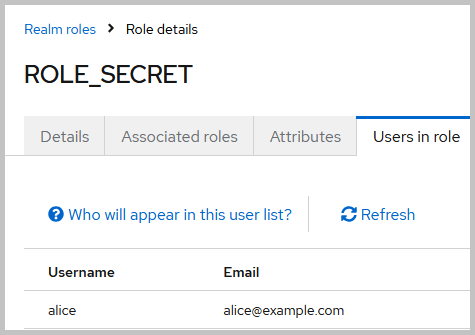 Realm roles > Role details
ROLE_SECRET
Details Associated roles Attributes Users in role
Who will appear in this user list? Refresh
Username Email
alice alice@example.com